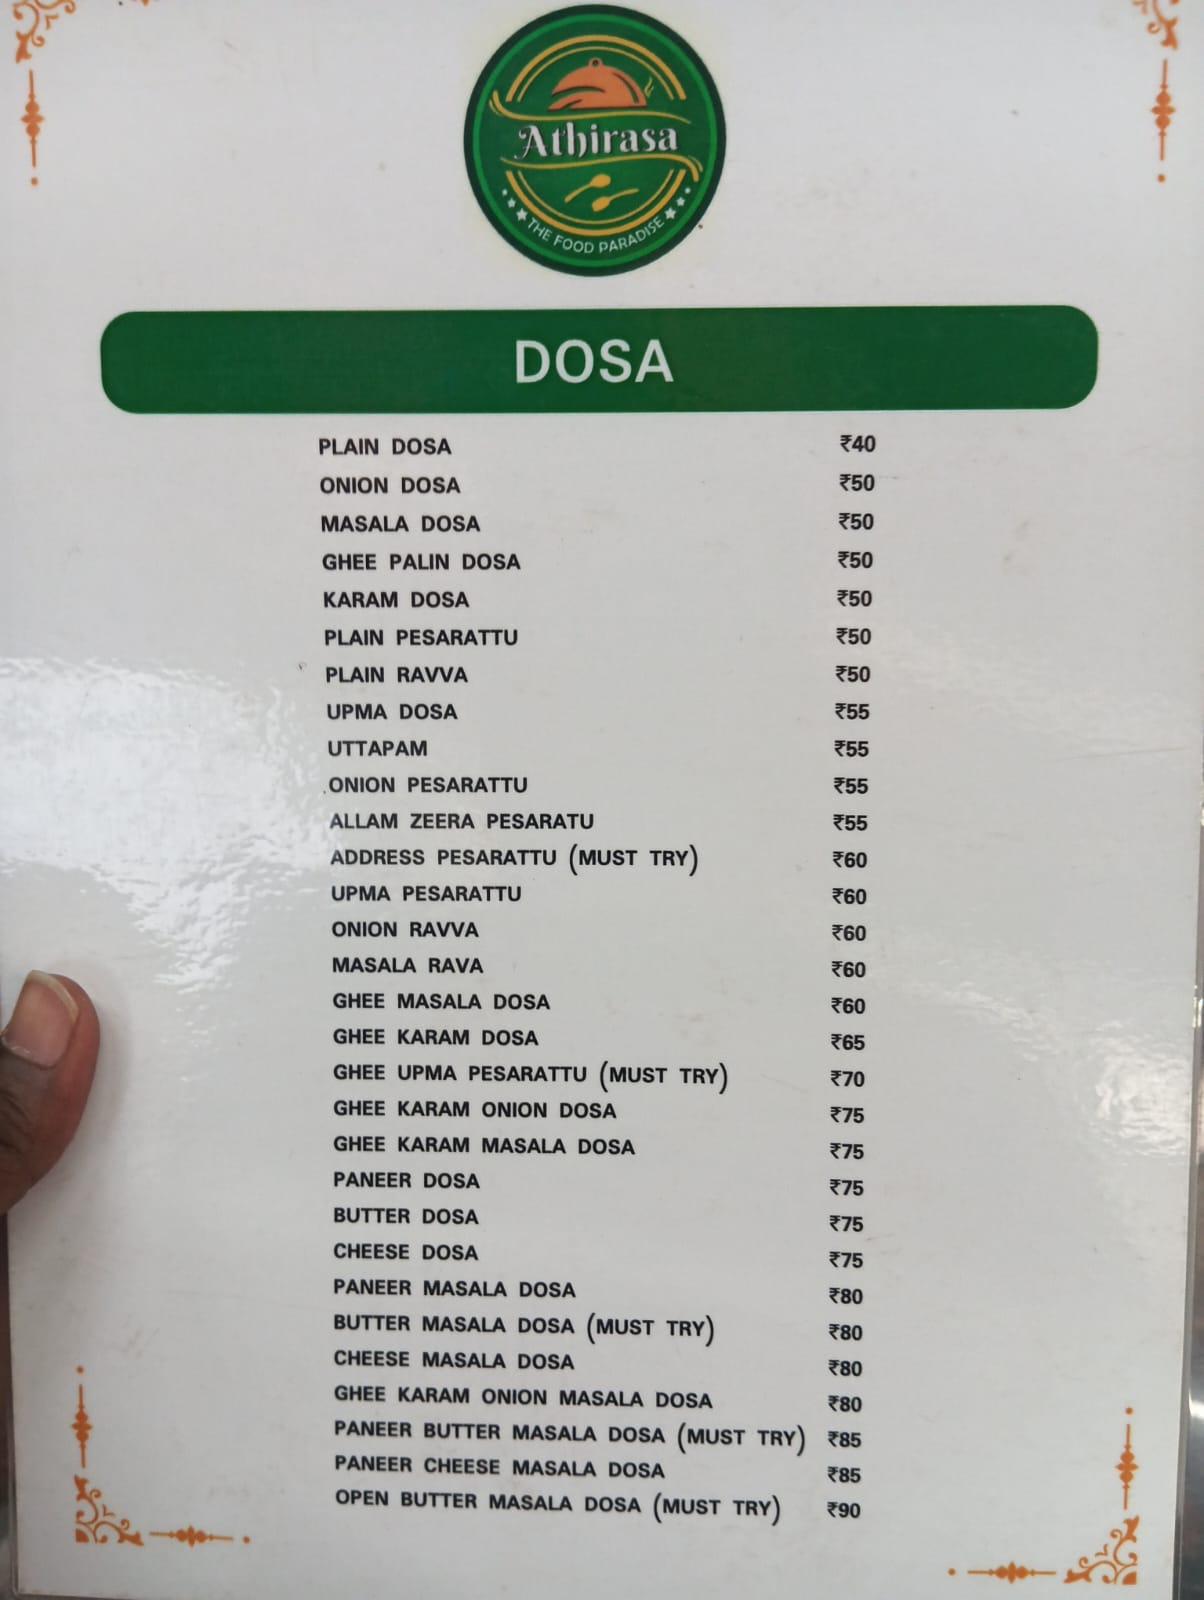 Athirasa
THE FOOD PARADISE
DOSA
PLAIN DOSA ₹40
ONION DOSA ₹50
MASALA DOSA ₹50
GHEE PALIN DOSA ₹50
KARAM DOSA ₹50
PLAIN PESARATTU ₹50
PLAIN RAVVA ₹50
UPMA DOSA ₹55
UTTAPAM ₹55
ONION PESARATTU ₹55
ALLAM ZEERA PESARATU ₹55
ADDRESS PESARATTU (MUST TRY) ₹60
UPMA PESARATTU ₹60
ONION RAVVA ₹60
MASALA RAVA ₹60
GHEE MASALA DOSA ₹60
GHEE KARAM DOSA ₹65
GHEE UPMA PESARATTU (MUST TRY) ₹70
GHEE KARAM ONION DOSA ₹75
GHEE KARAM MASALA DOSA ₹75
PANEER DOSA ₹75
BUTTER DOSA ₹75
CHEESE DOSA ₹75
PANEER MASALA DOSA ₹80
BUTTER MASALA DOSA (MUST TRY) ₹80
CHEESE MASALA DOSA ₹80
GHEE KARAM ONION MASALA DOSA ₹80
PANEER BUTTER MASALA DOSA (MUST TRY) ₹85
PANEER CHEESE MASALA DOSA ₹85
OPEN BUTTER MASALA DOSA (MUST TRY) ₹90